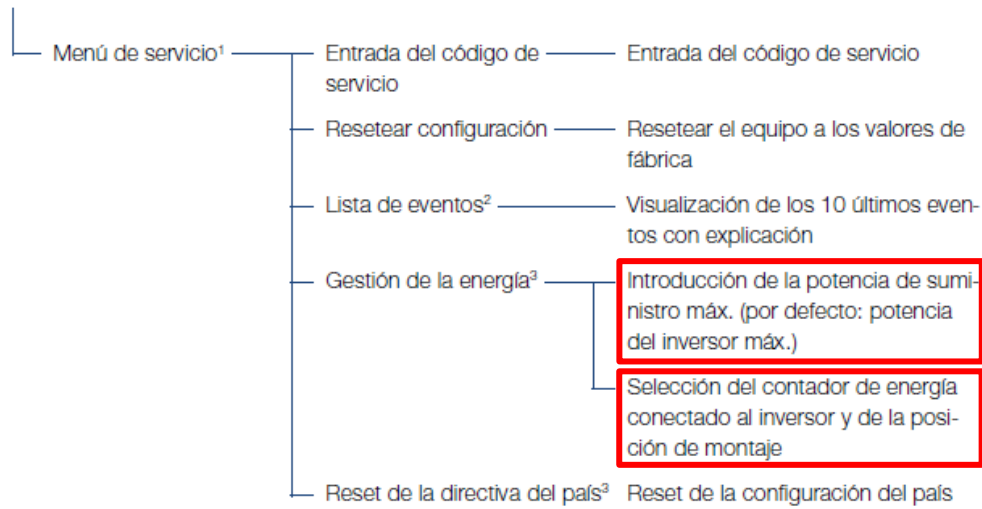 Menú de servicio¹
Entrada del código de
servicio
Entrada del código de servicio
Resetear configuración
Resetear el equipo a los valores de
fábrica
Lista de eventos²
Visualización de los 10 últimos even-
tos con explicación
Gestión de la energía³
Introducción de la potencia de sumi-
nistro máx. (por defecto: potencia
del inversor máx.)
Selección del contador de energía
conectado al inversor y de la posi-
ción de montaje
Reset de la directiva del país³
Reset de la configuración del país